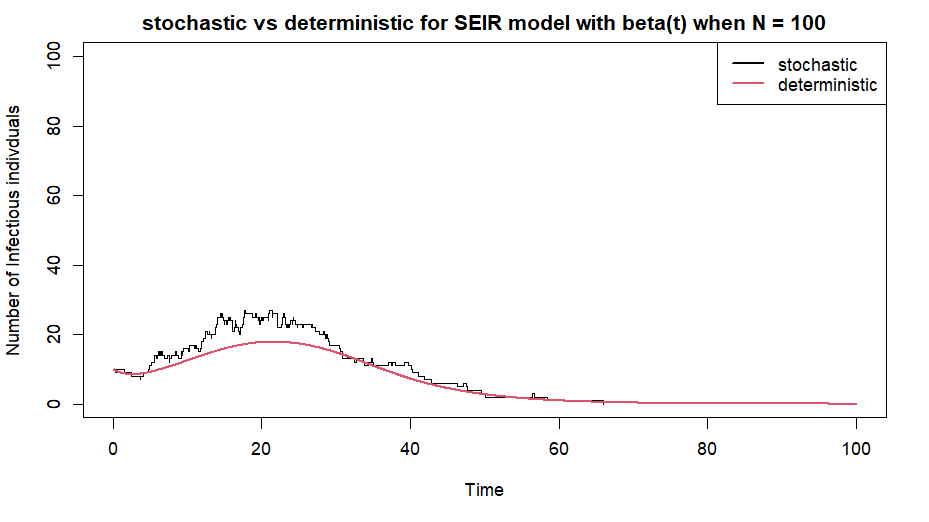 stochastic vs deterministic for SEIR model with beta(t) when N = 100
stochastic
deterministic
Number of Infectious indivduals
100
80
60
40
20
0
0 20 40 60 80 100
Time